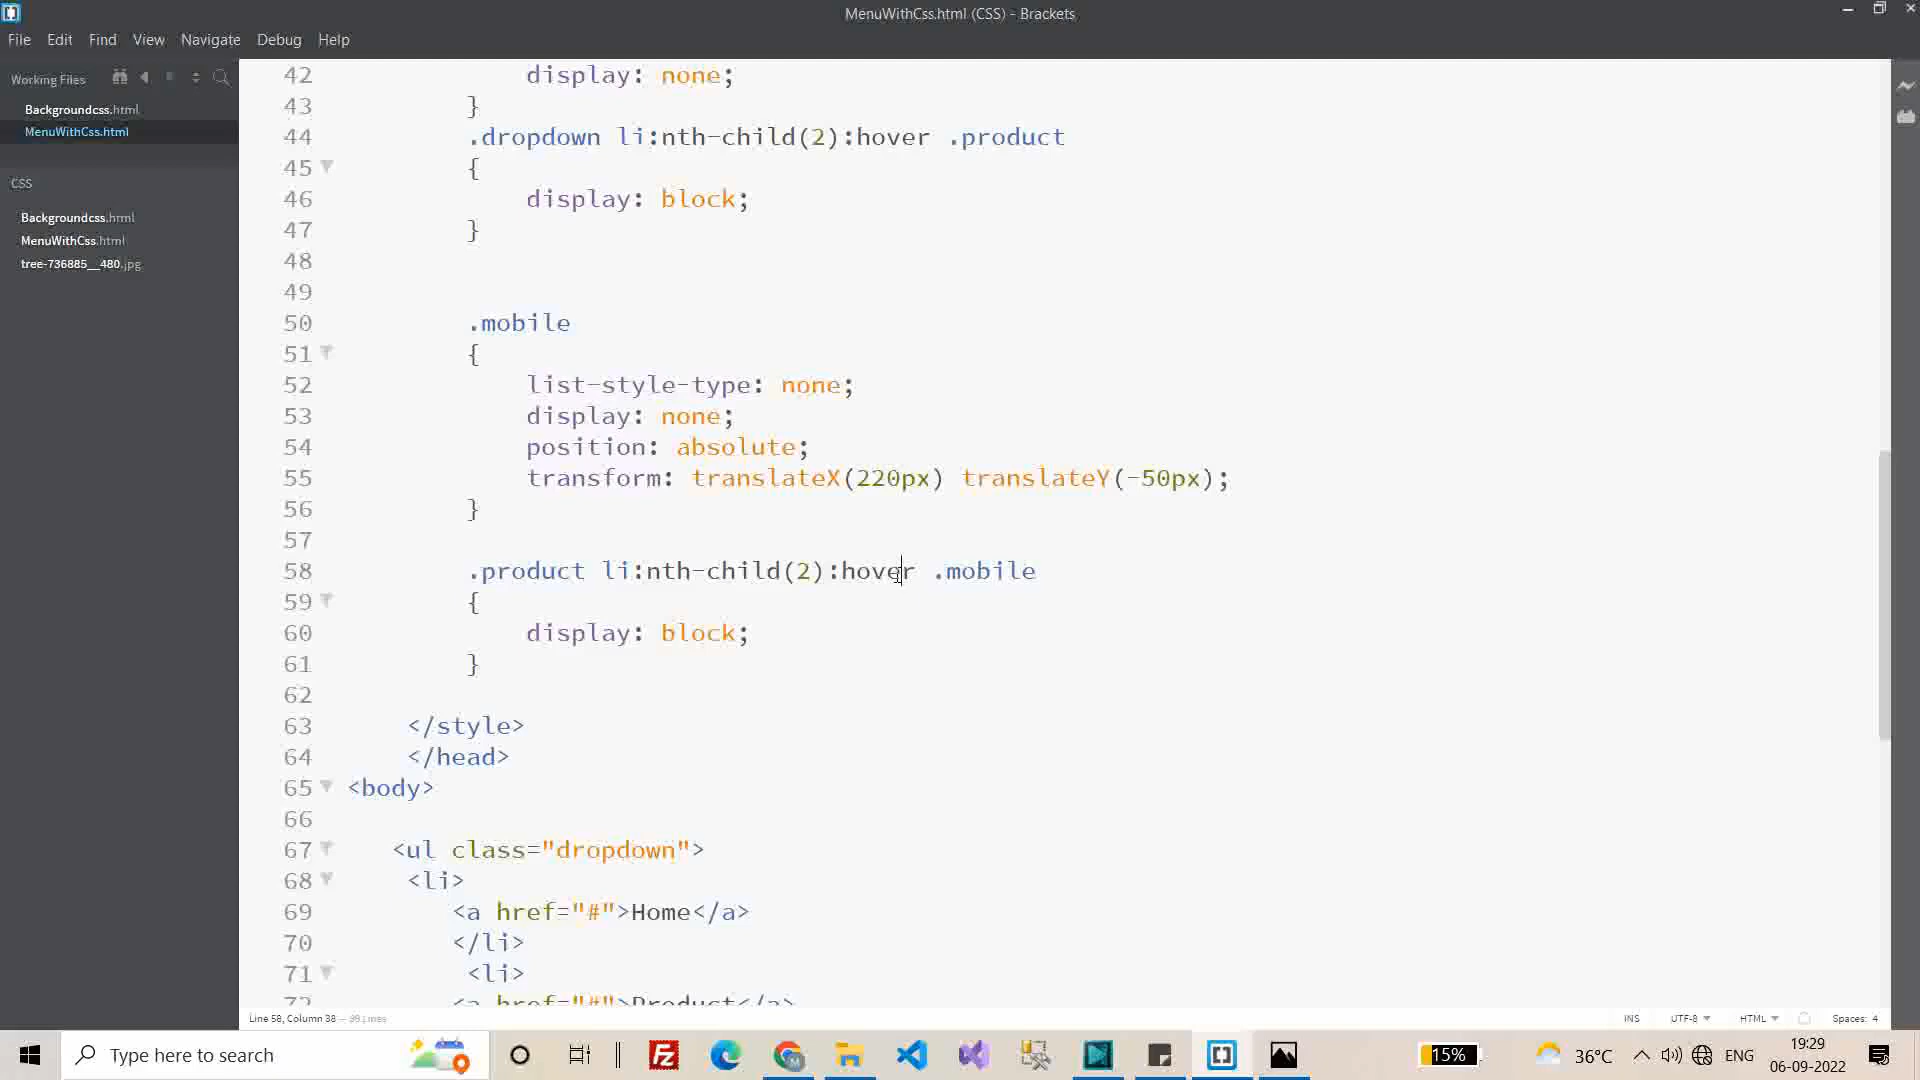 MenuWithCss.html (CSS) - Brackets
File Edit Find View Navigate Debug Help
Working Files
Backgroundcss.html
MenuWithCss.html
CSS
Backgroundcss.html
MenuWithCss.html
tree-736885__480.jpg
42 display: none;
43 }
44 .dropdown li:nth-child(2):hover .product
45 {
46 display: block;
47 }
48
49
50 .mobile
51 {
52 list-style-type: none;
53 display: none;
54 position: absolute;
55 transform: translateX(220px) translateY(-50px);
56 }
57
58 .product li:nth-child(2):hover .mobile
59 {
60 display: block;
61 }
62
63 </style>
64 </head>
65 <body>
66
67 <ul class="dropdown">
68 <li>
69 <a href="#">Home</a>
70 </li>
71 <li>
72 <a href="#">Product</a>
Line 58, Column 38 — 99 Lines
INS UTF-8 HTML Spaces: 4
Type here to search
15%
36°C
ENG
19:29
06-09-2022